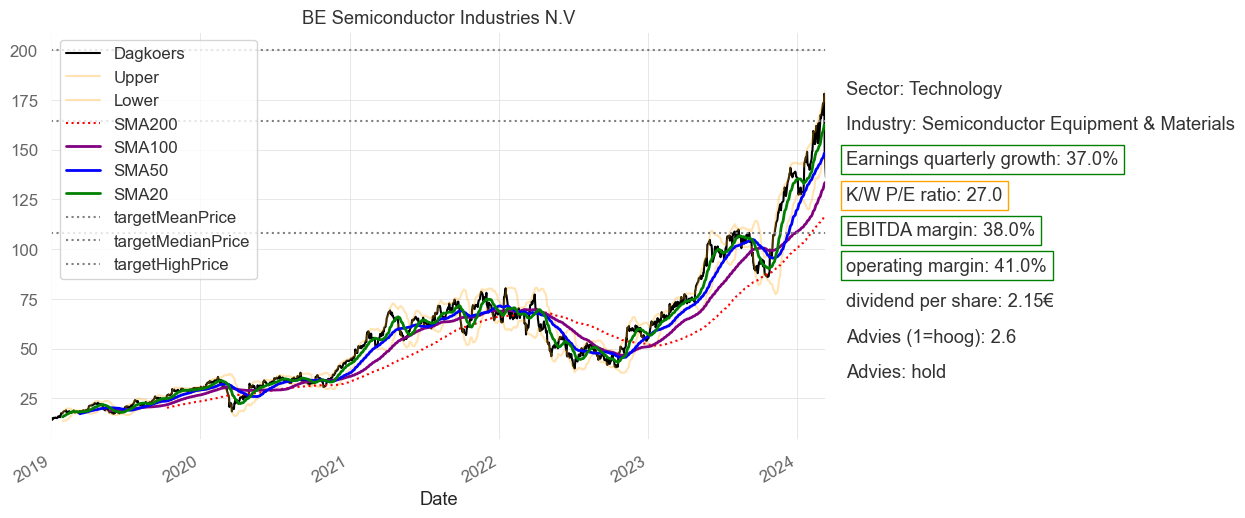 BE Semiconductor Industries N.V
200
175
150
125
100
75
50
25
Dagkoers
Upper
Lower
SMA200
SMA100
SMA50
SMA20
targetMeanPrice
targetMedianPrice
targetHighPrice
2019
2020
2021
2022
2023
2024
Date
Sector: Technology
Industry: Semiconductor Equipment & Materials
Earnings quarterly growth: 37.0%
K/W P/E ratio: 27.0
EBITDA margin: 38.0%
operating margin: 41.0%
dividend per share: 2.15€
Advies (1=hoog): 2.6
Advies: hold